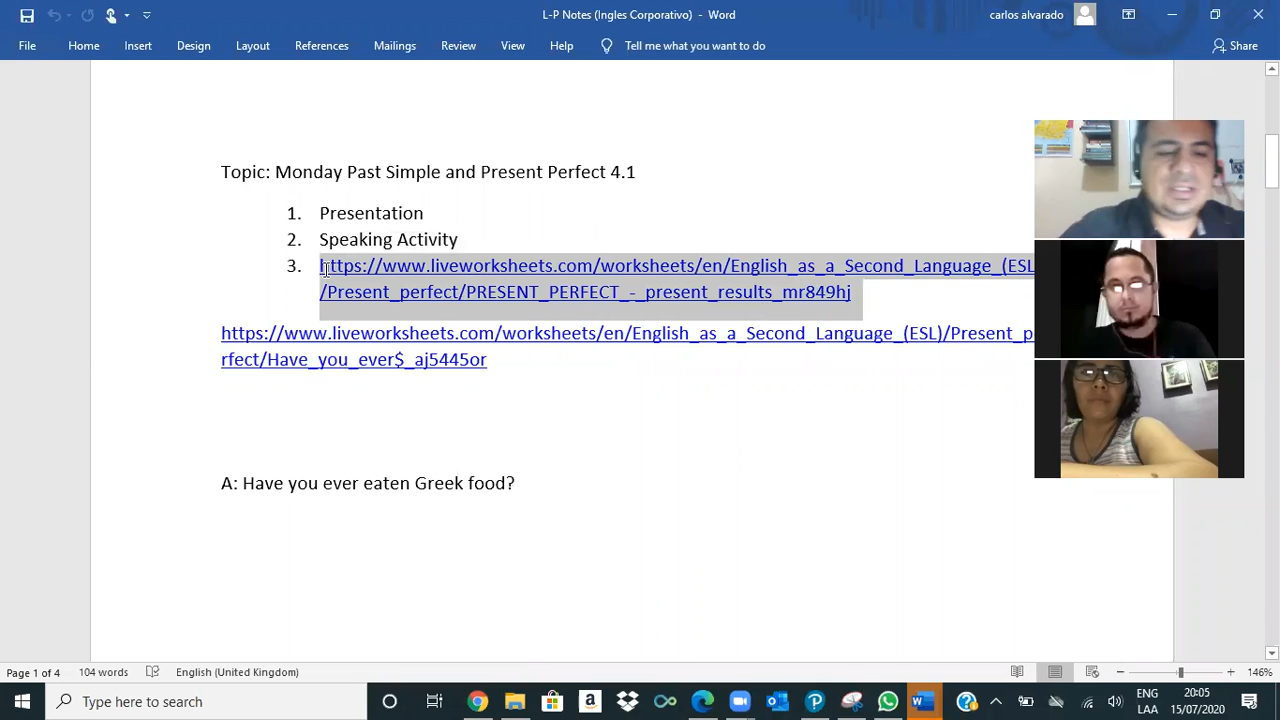 L-P Notes (Ingles Corporativo) - Word
carlos alvarado
File Home Insert Design Layout References Mailings Review View Help Tell me what you want to do Share
Topic: Monday Past Simple and Present Perfect 4.1
1. Presentation
2. Speaking Activity
3. https://www.liveworksheets.com/worksheets/en/English_as_a_Second_Language_(ESL
/Present_perfect/PRESENT_PERFECT_-_present_results_mr849hj
https://www.liveworksheets.com/worksheets/en/English_as_a_Second_Language_(ESL)/Present_p
rfect/Have_you_ever$_aj5445or
A: Have you ever eaten Greek food?
Page 1 of 4 104 words English (United Kingdom) 146%
Type here to search
ENG 20:05
LAA 15/07/2020